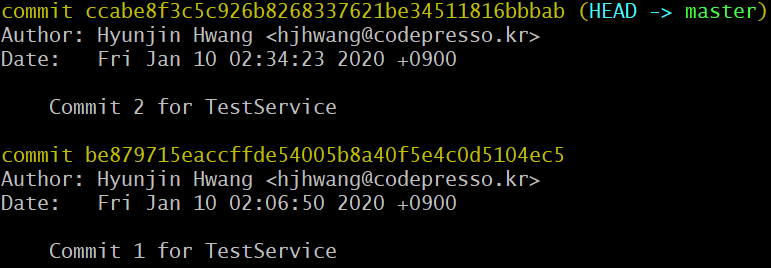 commit ccabe8f3c5c926b8268337621be34511816bbbab (HEAD -> master)
Author: Hyunjin Hwang <hjhwang@codepresso.kr>
Date:   Fri Jan 10 02:34:23 2020 +0900
    Commit 2 for TestService
commit be879715eaccffde54005b8a40f5e4c0d5104ec5
Author: Hyunjin Hwang <hjhwang@codepresso.kr>
Date:   Fri Jan 10 02:06:50 2020 +0900
    Commit 1 for TestService